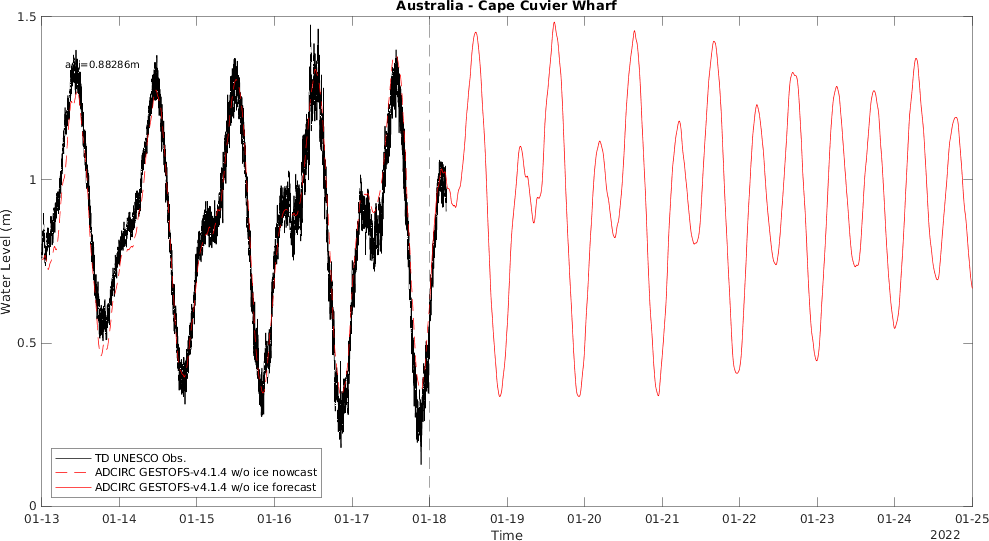 Australia - Cape Cuvier Wharf
1.5
1
0.5
0
Water Level (m)
TD UNESCO Obs.
ADCIRC GESTOFS-v4.1.4 w/o ice nowcast
ADCIRC GESTOFS-v4.1.4 w/o ice forecast
01-13 01-14 01-15 01-16 01-17 01-18 01-19 01-20 01-21 01-22 01-23 01-24 01-25
Time
2022